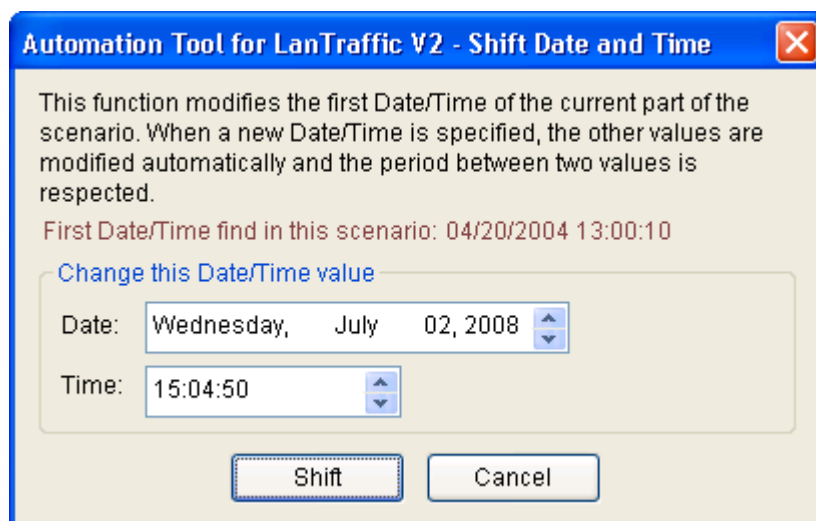 Automation Tool for LanTraffic V2 - Shift Date and Time
This function modifies the first Date/Time of the current part of the
scenario. When a new Date/Time is specified, the other values are
modified automatically and the period between two values is
respected.
First Date/Time find in this scenario: 04/20/2004 13:00:10
Change this Date/Time value
Date: Wednesday, July 02, 2008
Time: 15:04:50
Shift Cancel